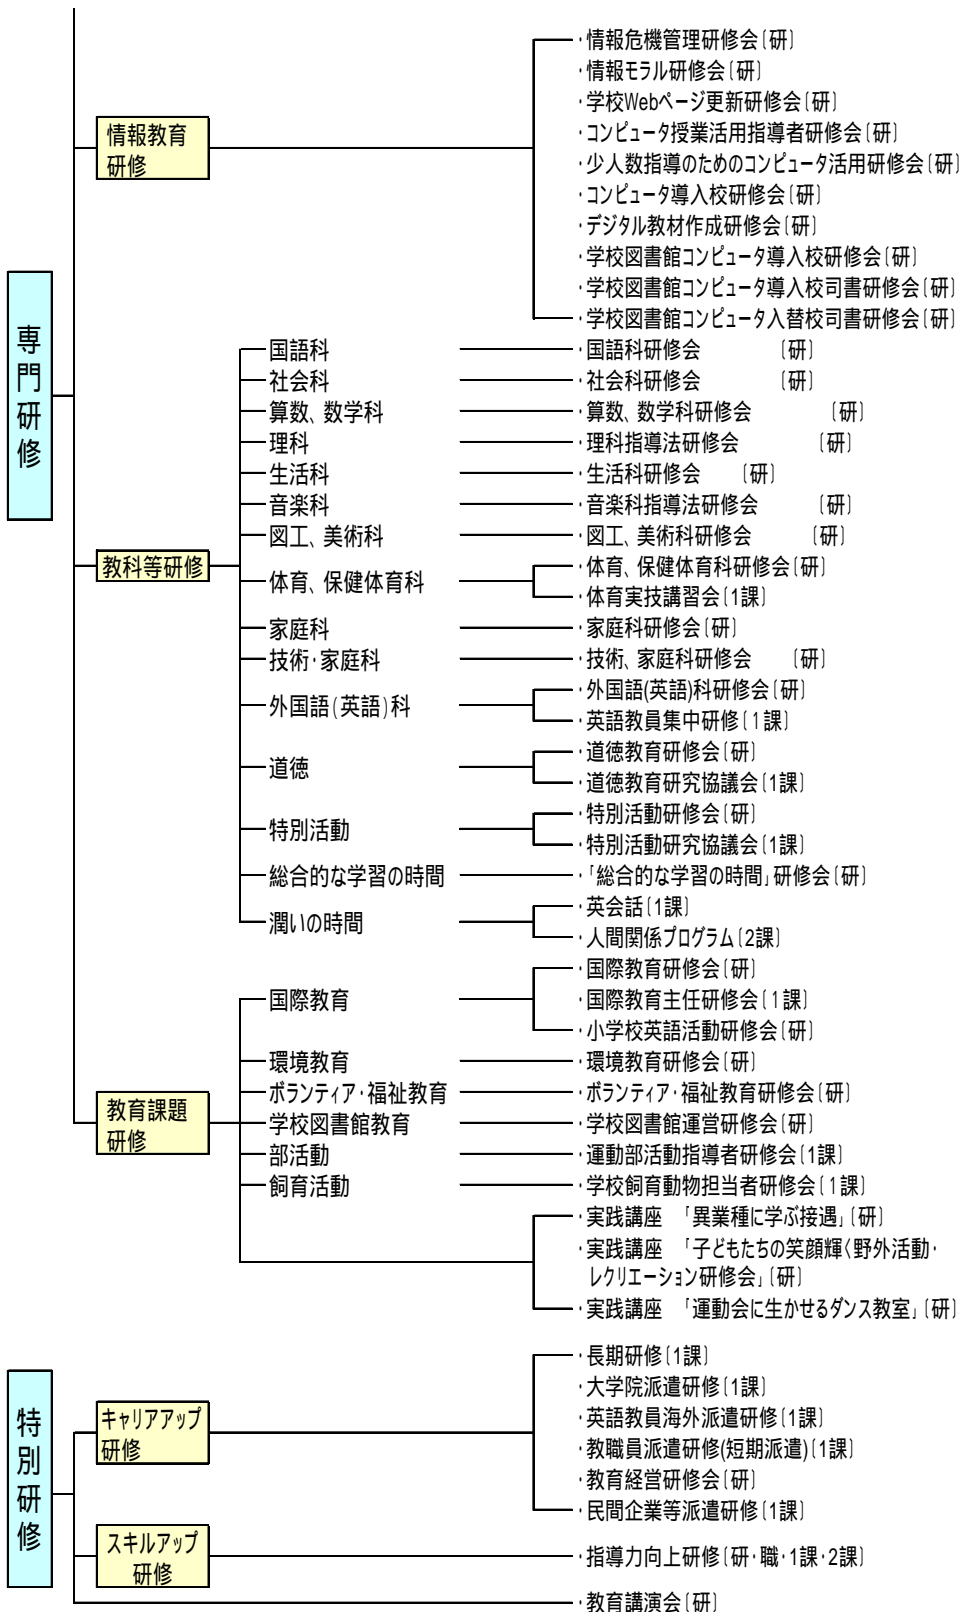 ・情報危機管理研修会〔研〕
・情報モラル研修会〔研〕
・学校Webページ更新研修会〔研〕
情報教育
研修
・コンピュータ授業活用指導者研修会〔研〕
・少人数指導のためのコンピュータ活用研修会〔研〕
・コンピュータ導入校研修会〔研〕
・デジタル教材作成研修会〔研〕
・学校図書館コンピュータ導入校研修会〔研〕
・学校図書館コンピュータ導入校司書研修会〔研〕
・学校図書館コンピュータ入替校司書研修会〔研〕
専門研修
国語科 ・国語科研修会 〔研〕
社会科 ・社会科研修会 〔研〕
算数、数学科 ・算数、数学科研修会 〔研〕
理科 ・理科指導法研修会 〔研〕
生活科 ・生活科研修会 〔研〕
音楽科 ・音楽科指導法研修会 〔研〕
図工、美術科 ・図工、美術科研修会 〔研〕
教科等研修
体育、保健体育科
・体育、保健体育科研修会〔研〕
・体育実技講習会〔1課〕
家庭科 ・家庭科研修会〔研〕
技術・家庭科 ・技術、家庭科研修会 〔研〕
外国語(英語)科
・外国語(英語)科研修会〔研〕
・英語教員集中研修〔1課〕
道徳
・道徳教育研修会〔研〕
・道徳教育研究協議会〔1課〕
特別活動
・特別活動研修会〔研〕
・特別活動研究協議会〔1課〕
総合的な学習の時間 ・「総合的な学習の時間」研修会〔研〕
潤いの時間
・英会話〔1課〕
・人間関係プログラム〔2課〕
国際教育
・国際教育研修会〔研〕
・国際教育主任研修会〔1課〕
・小学校英語活動研修会〔研〕
環境教育 ・環境教育研修会〔研〕
ボランティア・福祉教育 ・ボランティア・福祉教育研修会〔研〕
教育課題
研修
学校図書館教育 ・学校図書館運営研修会〔研〕
部活動 ・運動部活動指導者研修会〔1課〕
飼育活動 ・学校飼育動物担当者研修会〔1課〕
・実践講座 「異業種に学ぶ接遇」〔研〕
・実践講座 「子どもたちの笑顔輝く野外活動・
レクリエーション研修会」〔研〕
・実践講座 「運動会に生かせるダンス教室」〔研〕
特別研修
キャリアアップ
研修
・長期研修〔1課〕
・大学院派遣研修〔1課〕
・英語教員海外派遣研修〔1課〕
・教職員派遣研修(短期派遣)〔1課〕
・教育経営研修会〔研〕
・民間企業等派遣研修〔1課〕
スキルアップ
研修
・指導力向上研修〔研・職・1課・2課〕
・教育講演会〔研〕